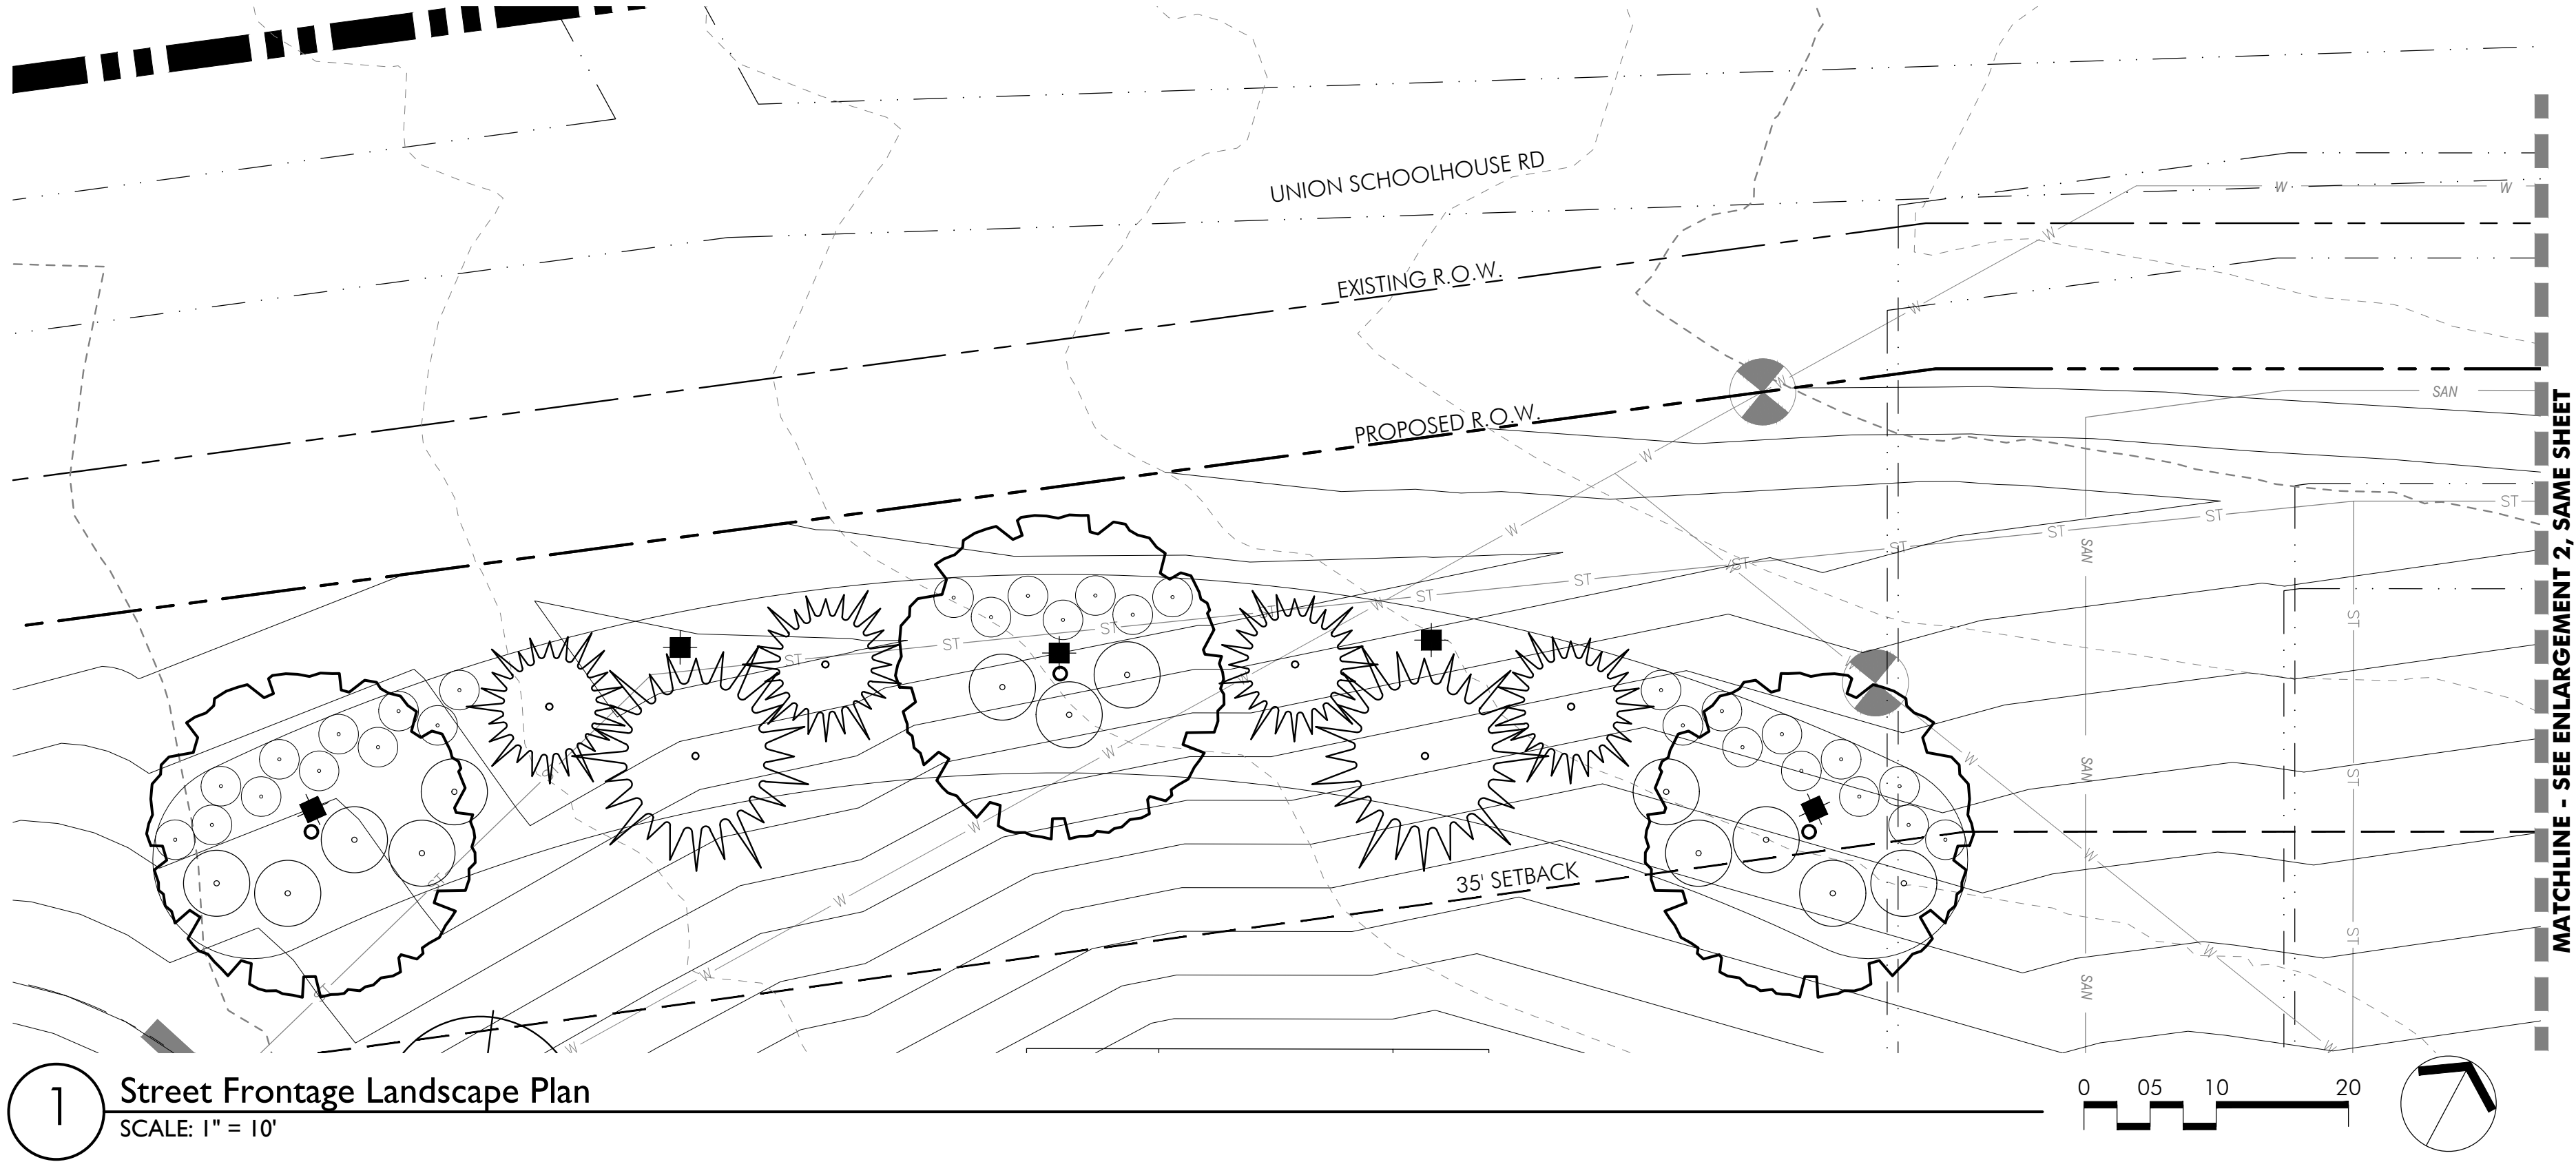 UNION SCHOOLHOUSE RD
W
W
W
EXISTING R.O.W.
W
W
SAN
PROPOSED R.O.W.
W
ST
ST
W
ST
SAN
ST
ST
ST
ST
W
ST
ST
ST
ST
W
W
W
SAN
ST
W
W
35' SETBACK
W
ST
W
ST
W
W
SAN
W
W
MATCHLINE - SEE ENLARGEMENT 2, SAME SHEET
1
Street Frontage Landscape Plan
SCALE: 1" = 10'
0 05 10 20